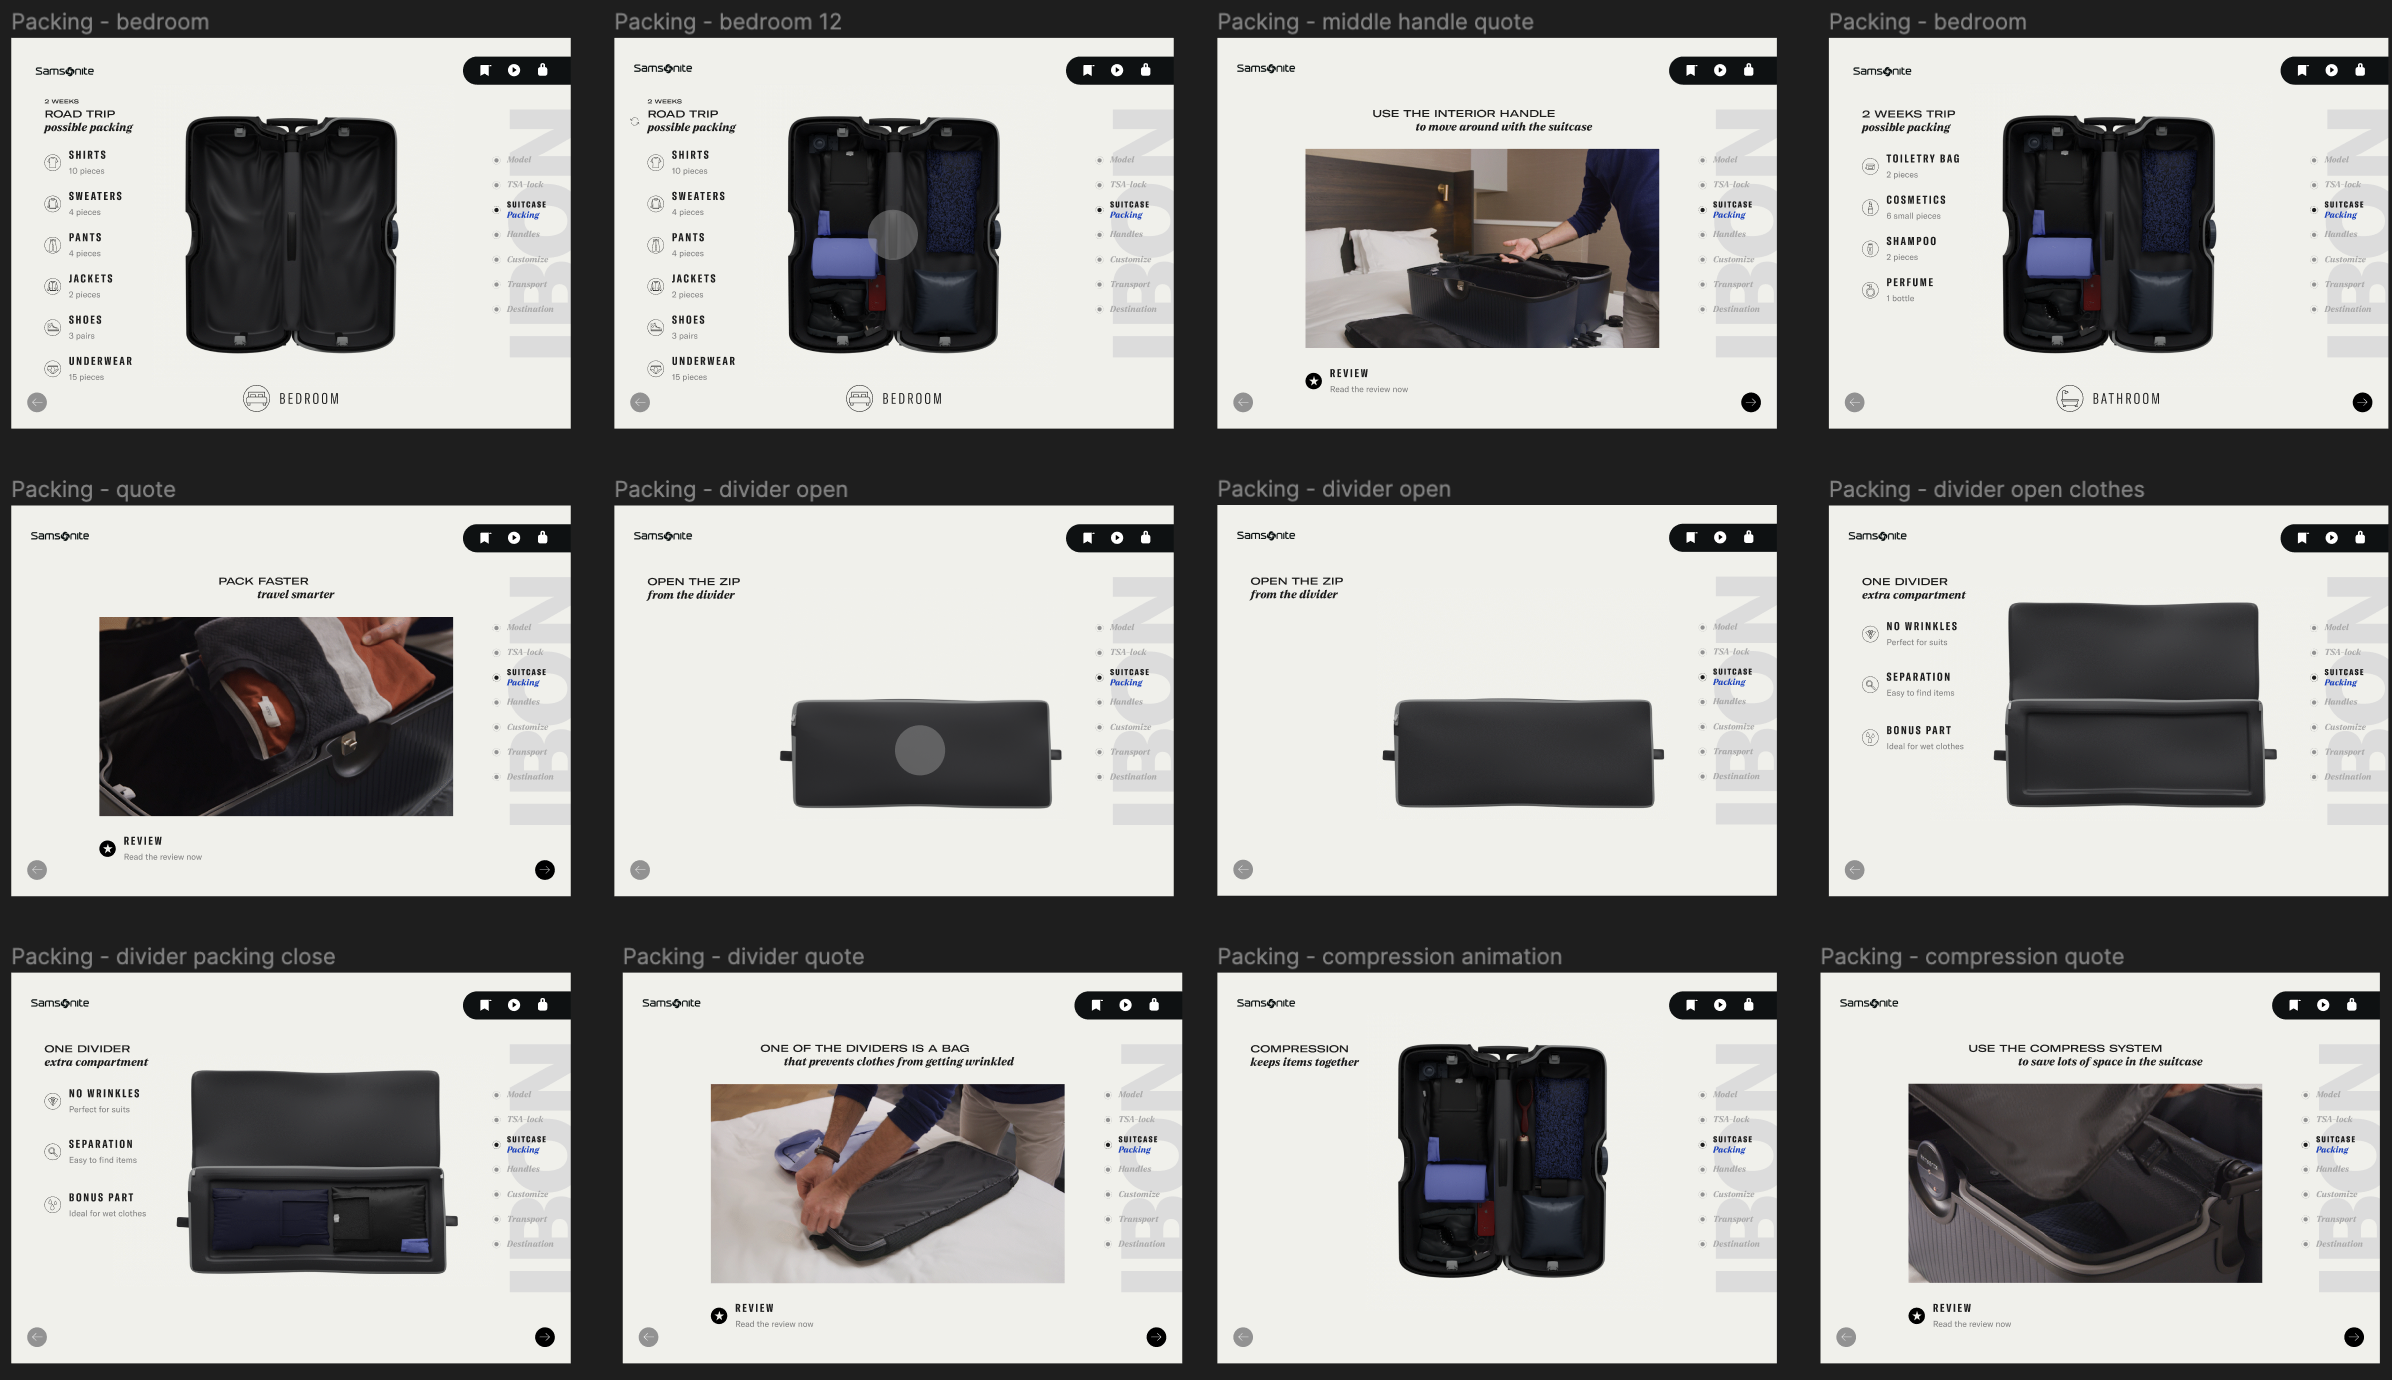 Packing - bedroom
Samsonite
2 WEEKS
ROAD TRIP
possible packing
SHIRTS
10 pieces
SWEATERS
4 pieces
PANTS
4 pieces
JACKETS
2 pieces
SHOES
3 pairs
UNDERWEAR
15 pieces
BEDROOM
Model
TSA-lock
SUITCASE
Packing
Handles
Customize
Transport
Destination
IBON
Packing - bedroom 12
Samsonite
2 WEEKS
ROAD TRIP
possible packing
SHIRTS
10 pieces
SWEATERS
4 pieces
PANTS
4 pieces
JACKETS
2 pieces
SHOES
3 pairs
UNDERWEAR
15 pieces
BEDROOM
Model
TSA-lock
SUITCASE
Packing
Handles
Customize
Transport
Destination
IBON
Packing - middle handle quote
Samsonite
USE THE INTERIOR HANDLE
to move around with the suitcase
REVIEW
Read the review now
Model
TSA-lock
SUITCASE
Packing
Handles
Customize
Transport
Destination
IBON
Packing - bedroom
Samsonite
2 WEEKS TRIP
possible packing
TOILETRY BAG
2 pieces
COSMETICS
6 small pieces
SHAMPOO
2 pieces
PERFUME
1 bottle
BATHROOM
Model
TSA-lock
SUITCASE
Packing
Handles
Customize
Transport
Destination
IBON
Packing - quote
Samsonite
PACK FASTER
travel smarter
REVIEW
Read the review now
Model
TSA-lock
SUITCASE
Packing
Handles
Customize
Transport
Destination
IBON
Packing - divider open
Samsonite
OPEN THE ZIP
from the divider
Model
TSA-lock
SUITCASE
Packing
Handles
Customize
Transport
Destination
IBON
Packing - divider open
Samsonite
OPEN THE ZIP
from the divider
Model
TSA-lock
SUITCASE
Packing
Handles
Customize
Transport
Destination
IBON
Packing - divider open clothes
Samsonite
ONE DIVIDER
extra compartment
NO WRINKLES
Perfect for suits
SEPARATION
Easy to find items
BONUS PART
Ideal for wet clothes
Model
TSA-lock
SUITCASE
Packing
Handles
Customize
Transport
Destination
IBON
Packing - divider packing close
Samsonite
ONE DIVIDER
extra compartment
NO WRINKLES
Perfect for suits
SEPARATION
Easy to find items
BONUS PART
Ideal for wet clothes
Model
TSA-lock
SUITCASE
Packing
Handles
Customize
Transport
Destination
IBON
Packing - divider quote
Samsonite
ONE OF THE DIVIDERS IS A BAG
that prevents clothes from getting wrinkled
REVIEW
Read the review now
Model
TSA-lock
SUITCASE
Packing
Handles
Customize
Transport
Destination
IBON
Packing - compression animation
Samsonite
COMPRESSION
keeps items together
Model
TSA-lock
SUITCASE
Packing
Handles
Customize
Transport
Destination
IBON
Packing - compression quote
Samsonite
USE THE COMPRESS SYSTEM
to save lots of space in the suitcase
REVIEW
Read the review now
Model
TSA-lock
SUITCASE
Packing
Handles
Customize
Transport
Destination
IBON